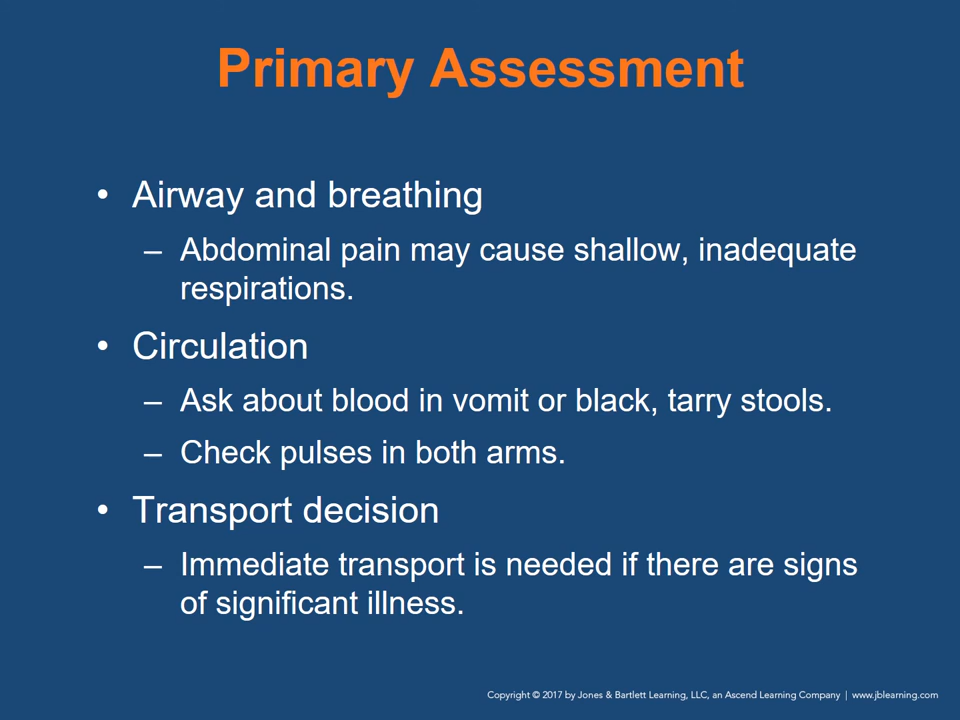 Primary Assessment
• Airway and breathing
– Abdominal pain may cause shallow, inadequate
respirations.
• Circulation
– Ask about blood in vomit or black, tarry stools.
– Check pulses in both arms.
• Transport decision
– Immediate transport is needed if there are signs
of significant illness.
Copyright © 2017 by Jones & Bartlett Learning, LLC, an Ascend Learning Company | www.jblearning.com